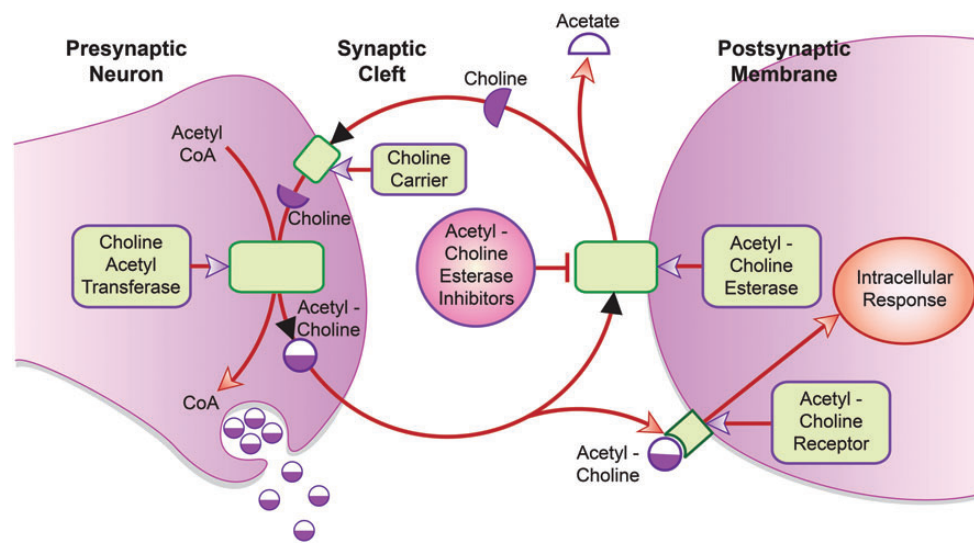 Presynaptic
Neuron
Synaptic
Cleft
Acetate
Postsynaptic
Membrane
Choline
Acetyl
CoA
Choline
Carrier
Choline
Choline
Acetyl
Transferase
Acetyl -
Choline
Esterase
Inhibitors
Acetyl -
Choline
Esterase
Intracellular
Response
Acetyl -
Choline
CoA
Acetyl -
Choline
Acetyl -
Choline
Receptor